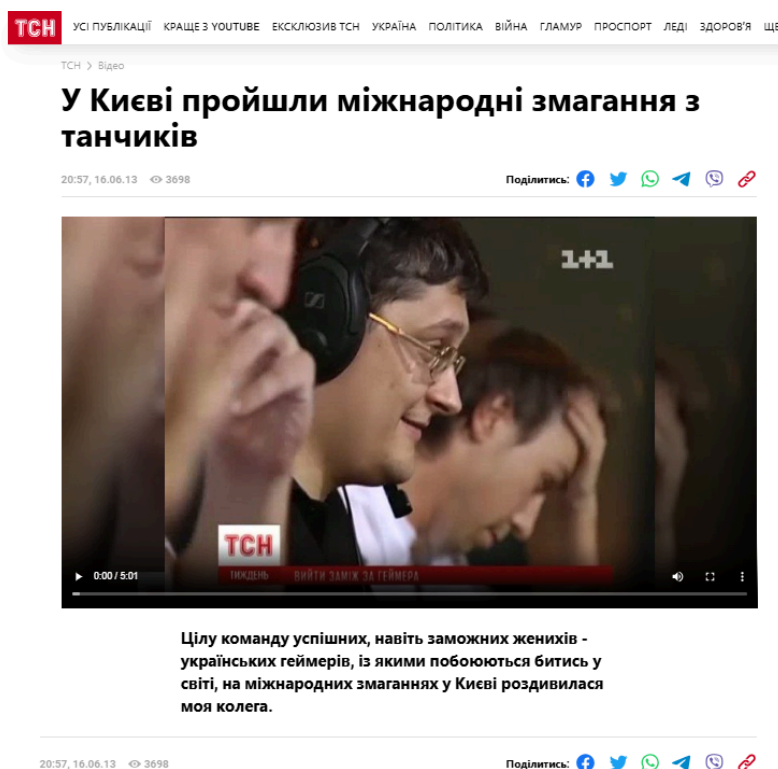 ТСН
УСІ ПУБЛІКАЦІЇ КРАЩЕ З YOUTUBE ЕКСКЛЮЗИВ ТСН УКРАЇНА ПОЛІТИКА ВІЙНА ГЛАМУР ПРОСПОРТ ЛЕДІ ЗДОРОВ'Я ЩЕ
ТСН > Відео
У Києві пройшли міжнародні змагання з
танчиків
20:57, 16.06.13 3698 Поділитись:
1+1
ТСН
ТИЖДЕНЬ ВИЙТИ ЗАМІЖ ЗА ГЕЙМЕРА
0:00 / 5:01
Цілу команду успішних, навіть заможних женихів -
українських геймерів, із якими побоюються битись у
світі, на міжнародних змаганнях у Києві роздивилася
моя колега.
20:57, 16.06.13 3698 Поділитись: